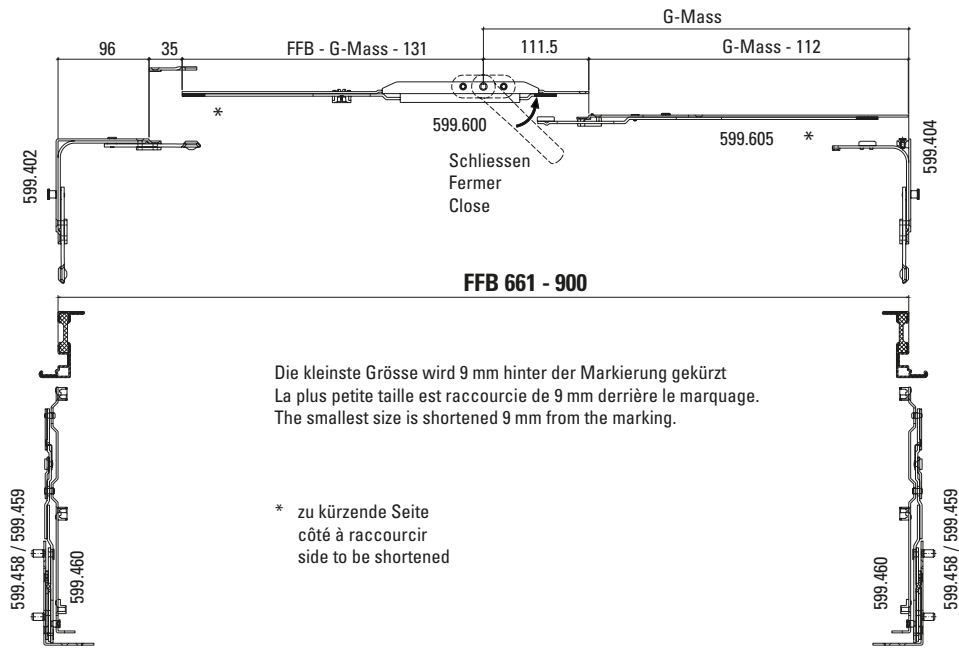 G-Mass
96
35
FFB - G-Mass - 131
111.5
G-Mass - 112
*
599.600
599.605
*
599.402
599.404
Schliessen
Fermer
Close
FFB 661 - 900
Die kleinste Grösse wird 9 mm hinter der Markierung gekürzt
La plus petite taille est raccourcie de 9 mm derrière le marquage.
The smallest size is shortened 9 mm from the marking.
* zu kürzende Seite
côté à raccourcir
side to be shortened
599.458 / 599.459
599.460
599.460
599.458 / 599.459